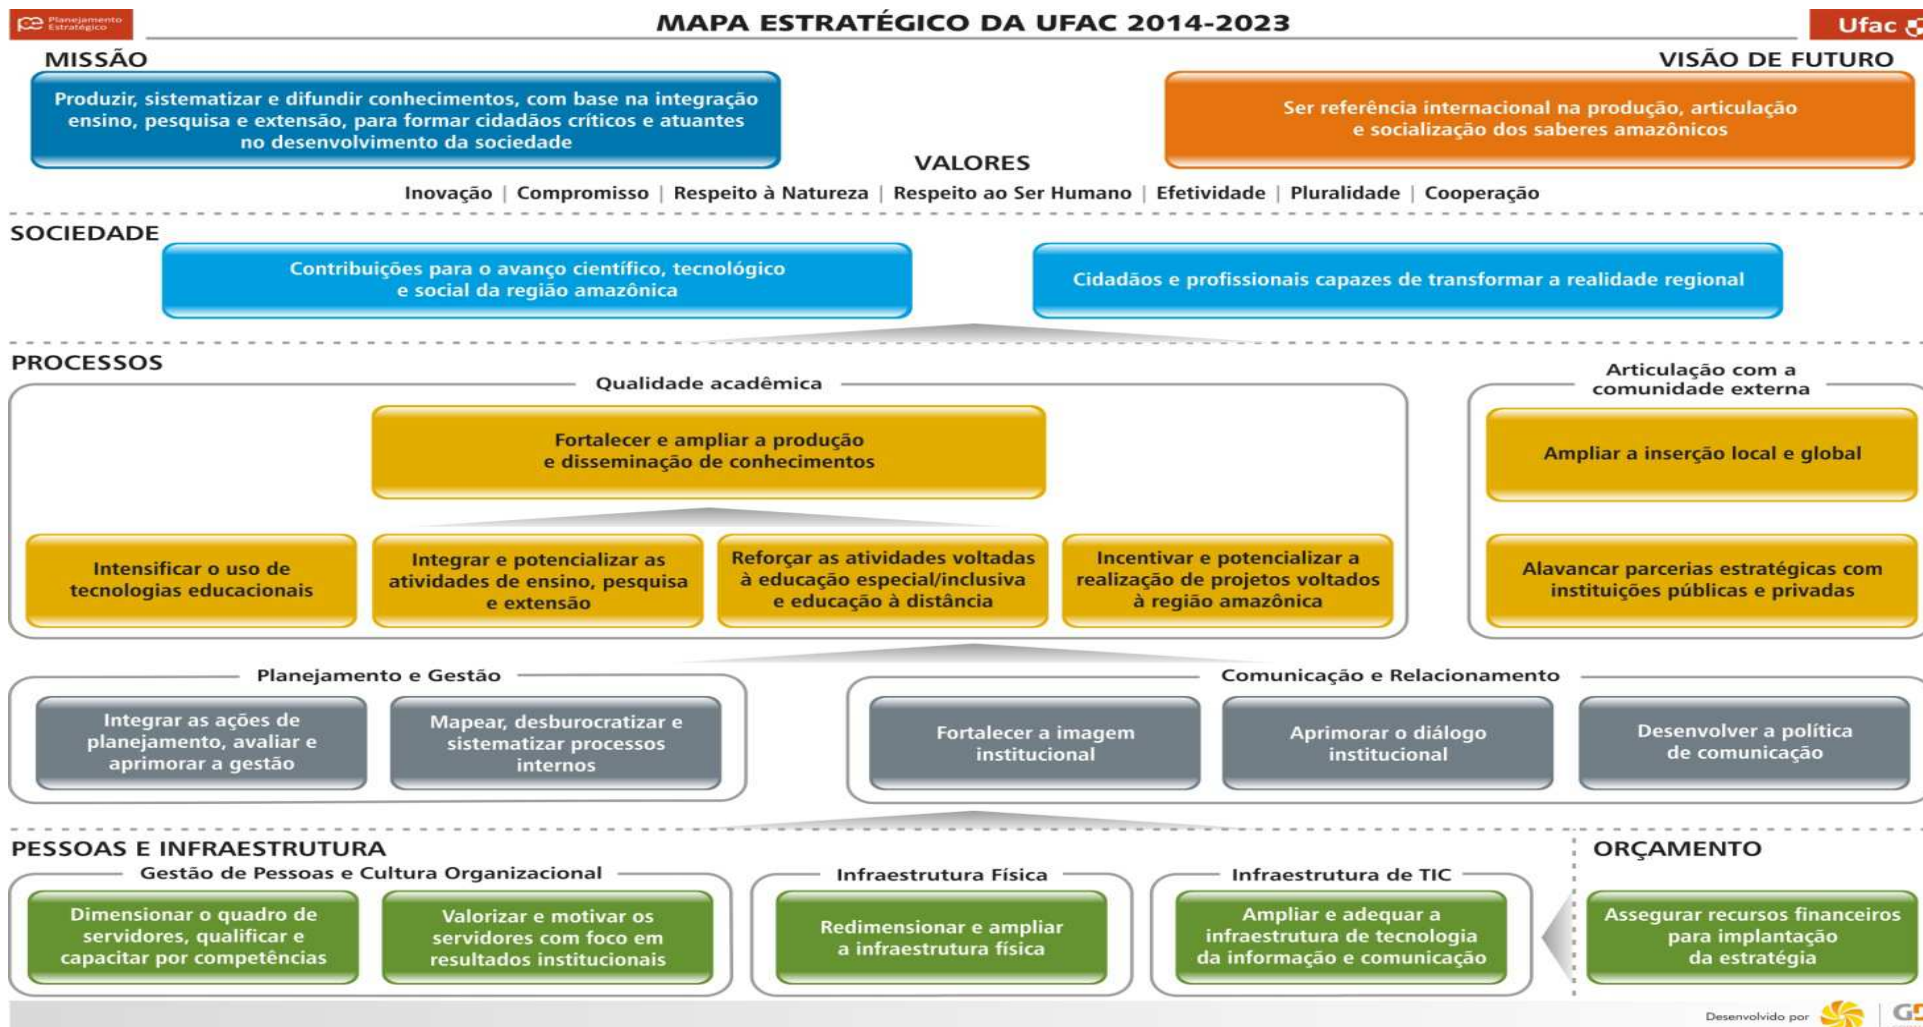 Planejamento
Estratégico
MAPA ESTRATÉGICO DA UFAC 2014-2023
Ufac
MISSÃO
Produzir, sistematizar e difundir conhecimentos, com base na integração
ensino, pesquisa e extensão, para formar cidadãos críticos e atuantes
no desenvolvimento da sociedade
VISÃO DE FUTURO
Ser referência internacional na produção, articulação
e socialização dos saberes amazônicos
VALORES
Inovação | Compromisso | Respeito à Natureza | Respeito ao Ser Humano | Efetividade | Pluralidade | Cooperação
SOCIEDADE
Contribuições para o avanço científico, tecnológico
e social da região amazônica
Cidadãos e profissionais capazes de transformar a realidade regional
PROCESSOS
Qualidade acadêmica
Fortalecer e ampliar a produção
e disseminação de conhecimentos
Intensificar o uso de
tecnologias educacionais
Integrar e potencializar as
atividades de ensino, pesquisa
e extensão
Reforçar as atividades voltadas
à educação especial/inclusiva
e educação à distância
Incentivar e potencializar a
realização de projetos voltados
à região amazônica
Articulação com a
comunidade externa
Ampliar a inserção local e global
Alavancar parcerias estratégicas com
instituições públicas e privadas
Planejamento e Gestão
Integrar as ações de
planejamento, avaliar e
aprimorar a gestão
Mapear, desburocratizar e
sistematizar processos
internos
Comunicação e Relacionamento
Fortalecer a imagem
institucional
Aprimorar o diálogo
institucional
Desenvolver a política
de comunicação
PESSOAS E INFRAESTRUTURA
Gestão de Pessoas e Cultura Organizacional
Dimensionar o quadro de
servidores, qualificar e
capacitar por competências
Valorizar e motivar os
servidores com foco em
resultados institucionais
Infraestrutura Física
Redimensionar e ampliar
a infraestrutura física
Infraestrutura de TIC
Ampliar e adequar a
infraestrutura de tecnologia
da informação e comunicação
ORÇAMENTO
Assegurar recursos financeiros
para implantação
da estratégia
Desenvolvido por